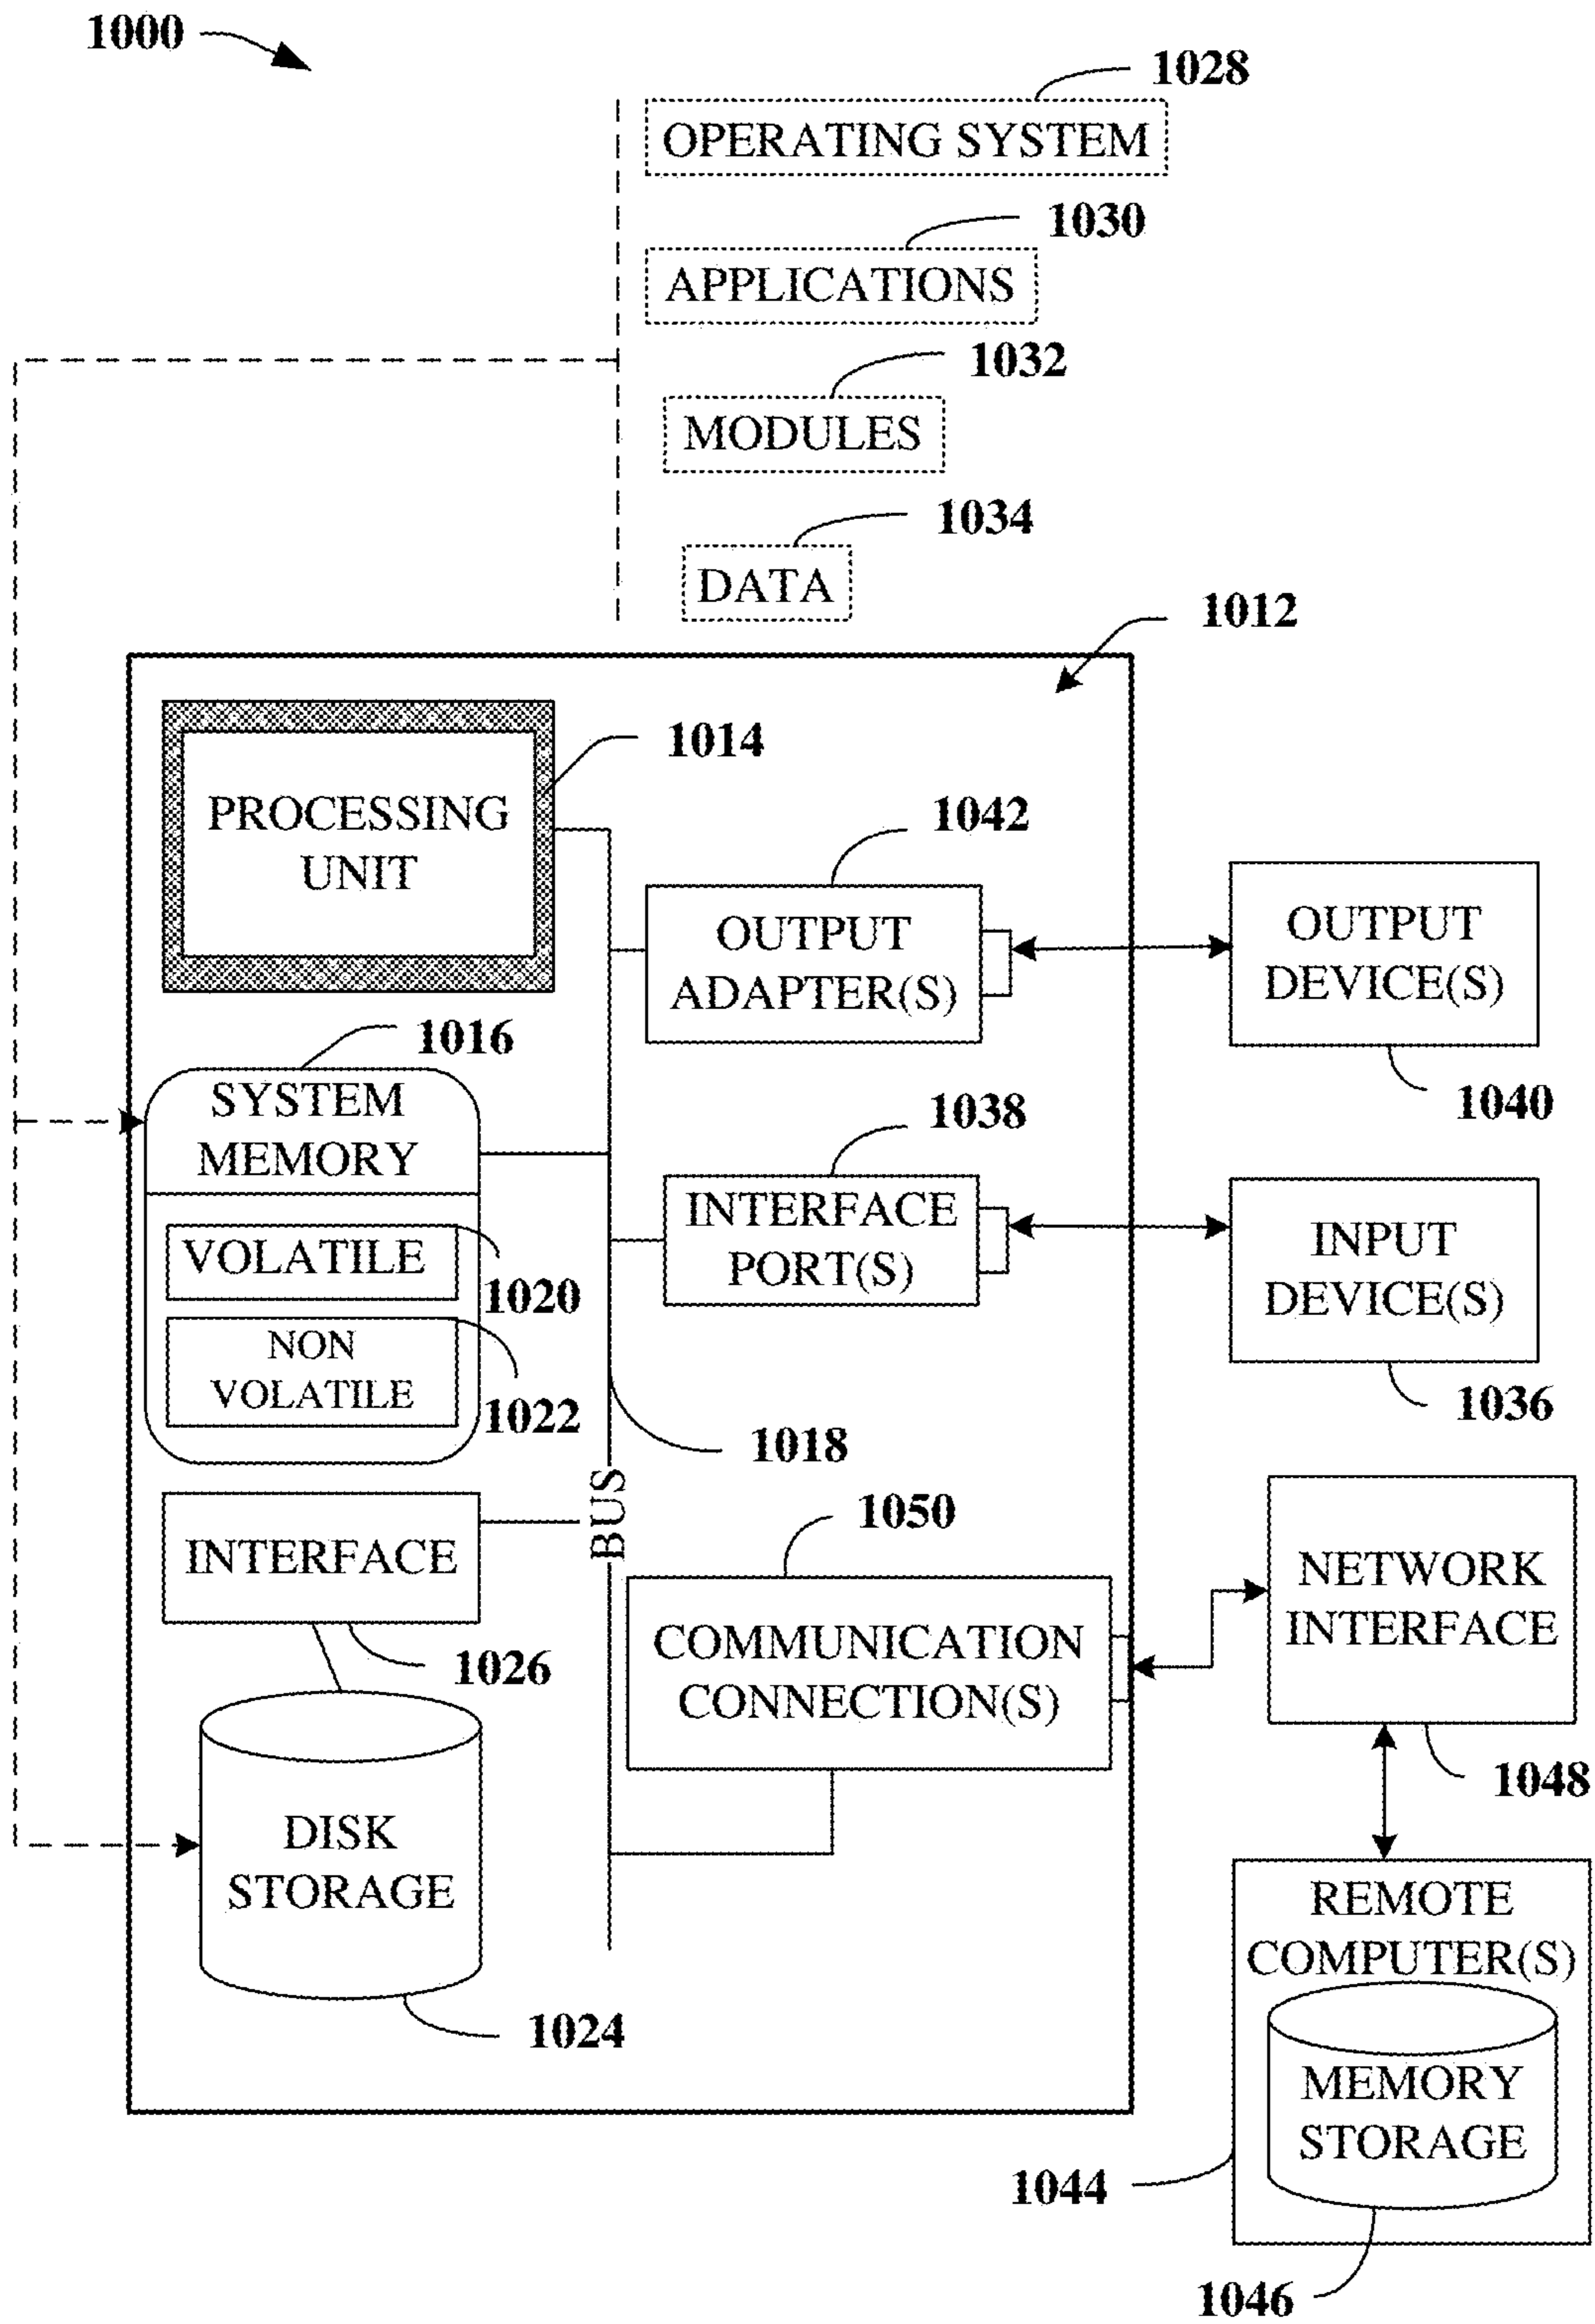 1000
1028
OPERATING SYSTEM
1030
APPLICATIONS
1032
MODULES
1034
DATA
1012
1014
PROCESSING
UNIT
1042
OUTPUT
ADAPTER(S)
OUTPUT
DEVICE(S)
1040
1016
SYSTEM
MEMORY
VOLATILE
1020
NON
VOLATILE
1022
1038
INTERFACE
PORT(S)
INPUT
DEVICE(S)
1036
1018
BUS
INTERFACE
1026
1050
COMMUNICATION
CONNECTION(S)
NETWORK
INTERFACE
1048
DISK
STORAGE
1024
REMOTE
COMPUTER(S)
MEMORY
STORAGE
1044
1046